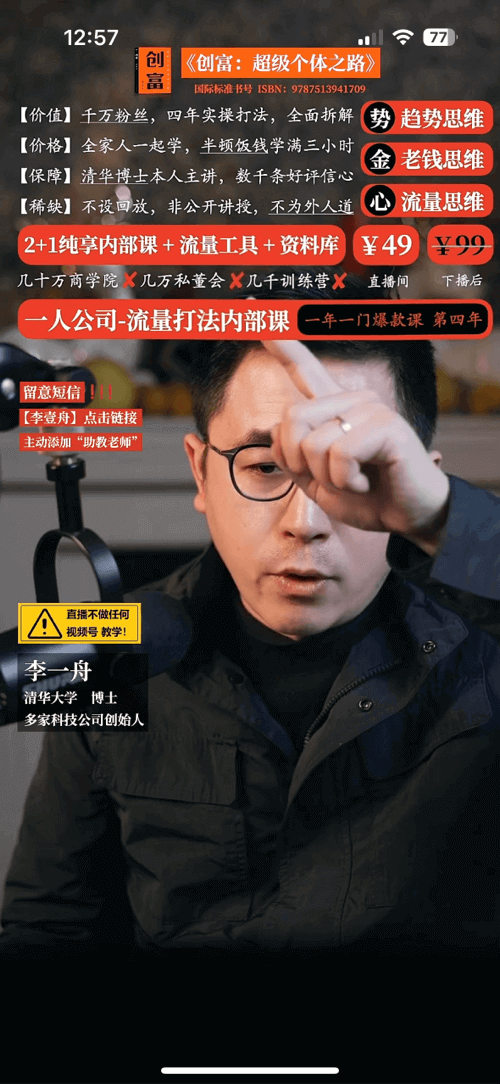 12:57
77
创富
《创富：超级个体之路》
国际标准书号 ISBN：9787513941709
【价值】千万粉丝，四年实操打法，全面拆解
势 趋势思维
【价格】全家人一起学，半顿饭钱学满三小时
金 老钱思维
【保障】清华博士本人主讲，数千条好评信心
心 流量思维
【稀缺】不设回放，非公开讲授，不为外人道
2+1纯享内部课 + 流量工具 + 资料库
￥49
￥99
几十万商学院❌几万私董会❌几千训练营❌
直播间
下播后
一人公司-流量打法内部课
一年一门爆款课 第四年
留意短信❗❗❗
【李壹舟】点击链接
主动添加“助教老师”
直播不做任何
视频号 教学！
李一舟
清华大学 博士
多家科技公司创始人